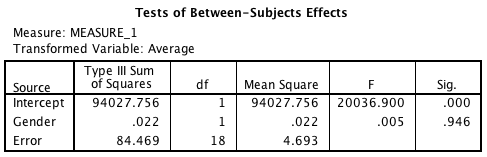 Tests of Between-Subjects Effects
Measure: MEASURE_1
Transformed Variable: Average
Source Type III Sum of Squares df Mean Square F Sig.
Intercept 94027.756 1 94027.756 20036.900 .000
Gender .022 1 .022 .005 .946
Error 84.469 18 4.693